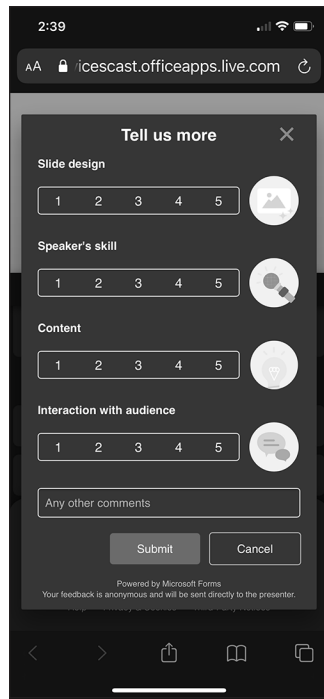 2:39
AA icescast.officeapps.live.com
Tell us more
Slide design
1 2 3 4 5
Speaker's skill
1 2 3 4 5
Content
1 2 3 4 5
Interaction with audience
1 2 3 4 5
Any other comments
Submit Cancel
Powered by Microsoft Forms
Your feedback is anonymous and will be sent directly to the presenter.